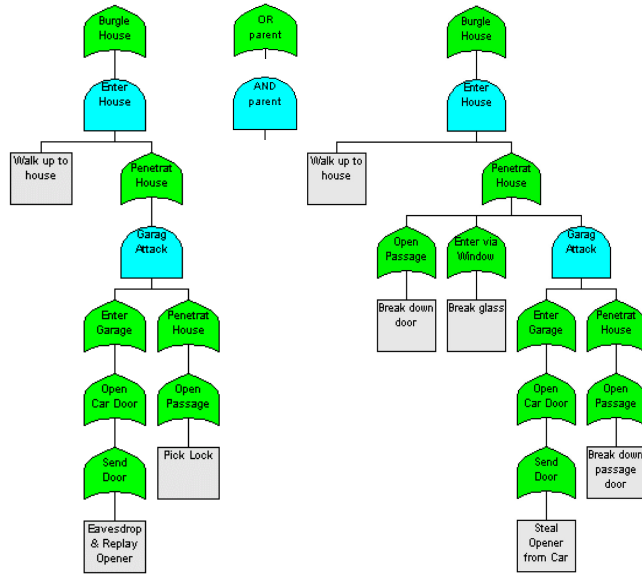 Burgle
House
OR
parent
Burgle
House
Enter
House
AND
parent
Enter
House
Walk up to
house
Penetrat
House
Walk up to
house
Penetrat
House
Garag
Attack
Open
Passage
Enter via
Window
Garag
Attack
Enter
Garage
Penetrat
House
Break down
door
Break glass
Enter
Garage
Penetrat
House
Open
Car Door
Open
Passage
Open
Car Door
Open
Passage
Send
Door
Pick Lock
Send
Door
Break down
passage
door
Eavesdrop
& Replay
Opener
Steal
Opener
from Car